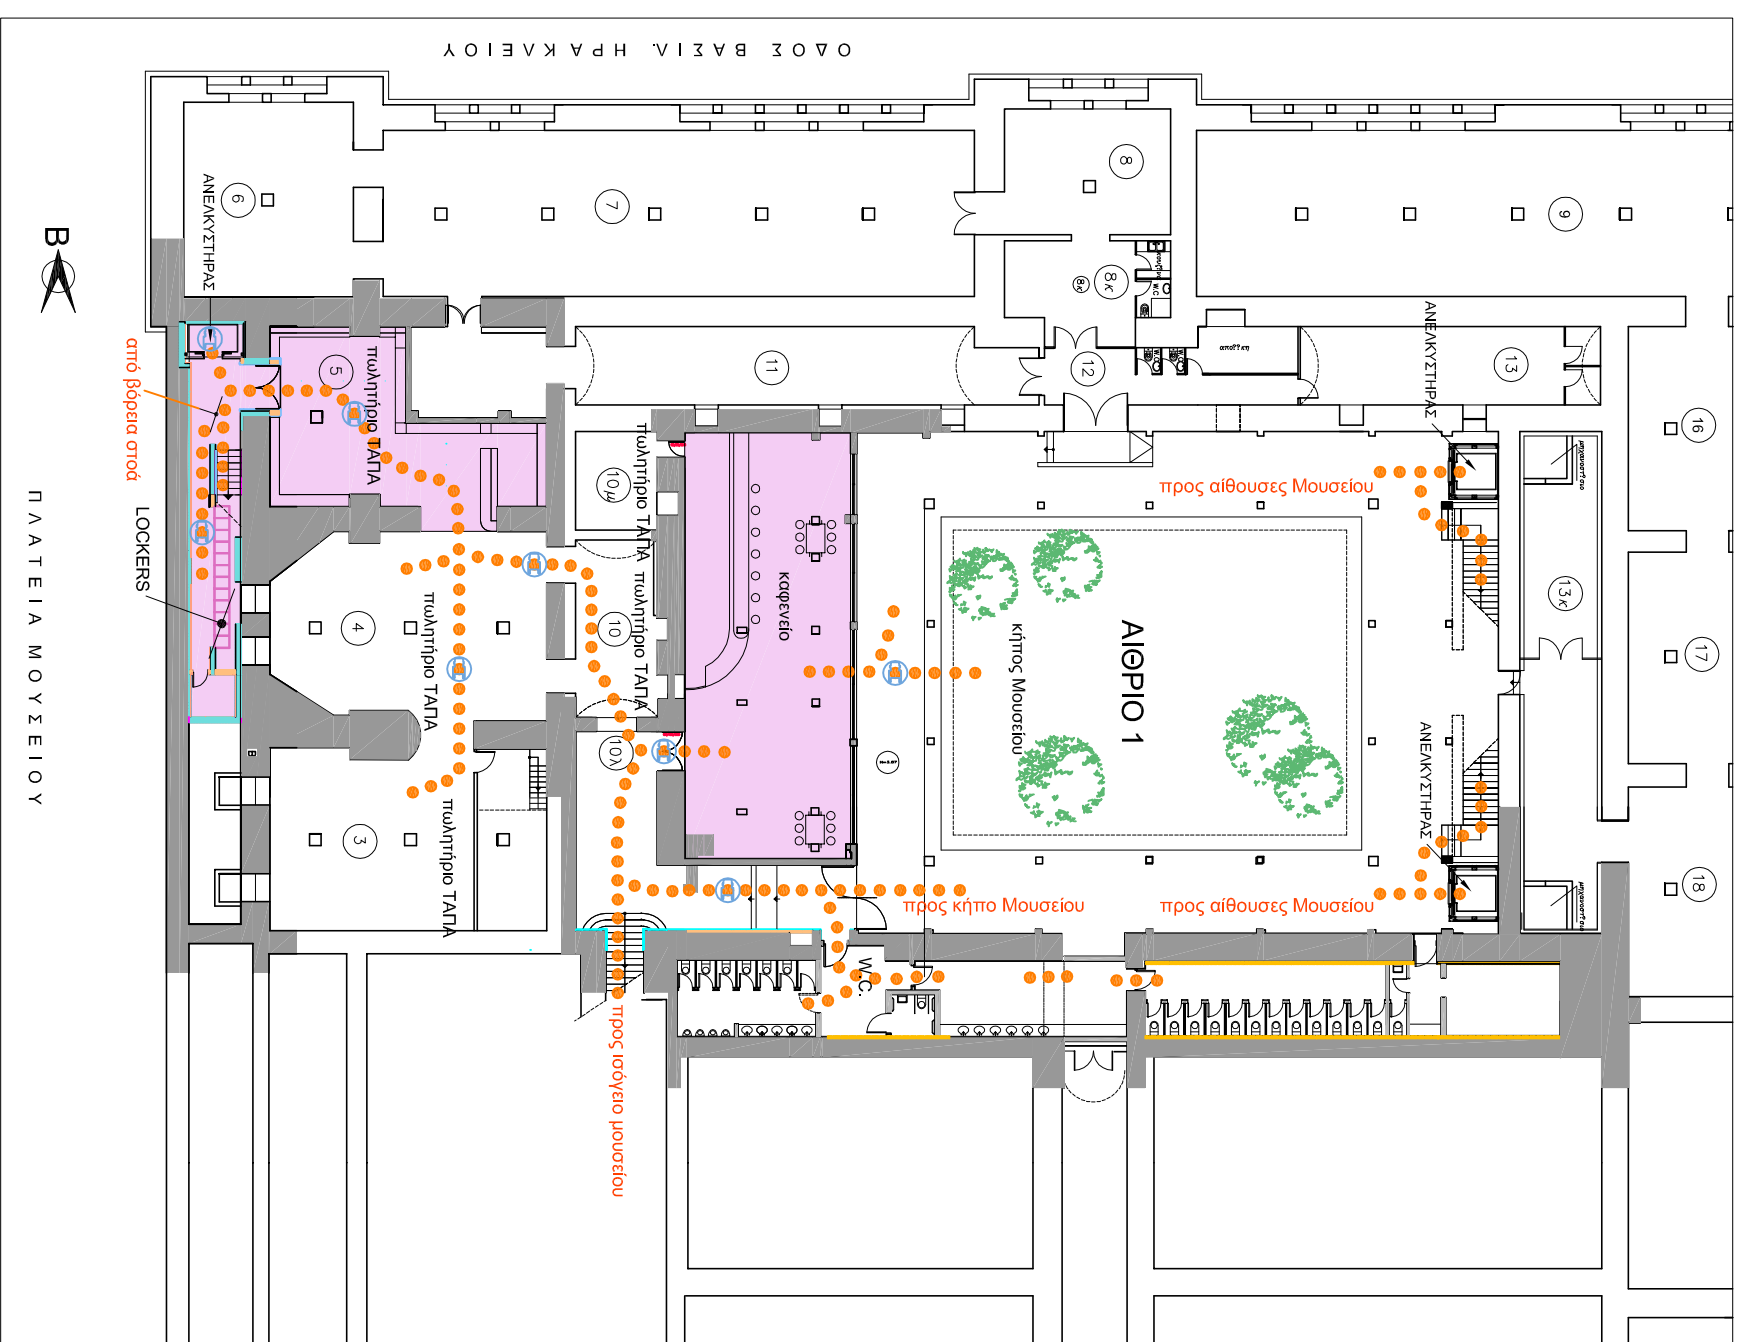 ΟΔΟΣ ΒΑΣΙΛ. ΗΡΑΚΛΕΙΟΥ
ΠΛΑΤΕΙΑ ΜΟΥΣΕΙΟΥ
Β
ΑΝΕΛΚΥΣΤΗΡΑΣ
6
7
8
8κ
8κ
9
W.C
από βόρεια στοά
5
πωλητήριο ΤΑΠΑ
11
12
W.C
W.C
13
ΑΝΕΛΚΥΣΤΗΡΑΣ
16
LOCKERS
10μ
πωλητήριο ΤΑΠΑ
προς αίθουσες Μουσείου
μηχανοστάσιο
4
πωλητήριο ΤΑΠΑ
10
πωλητήριο ΤΑΠΑ
καφενείο
κήπος Μουσείου
ΑΙΘΡΙΟ 1
13κ
17
Β
10λ
3
πωλητήριο ΤΑΠΑ
ΑΝΕΛΚΥΣΤΗΡΑΣ
18
προς κήπο Μουσείου
προς αίθουσες Μουσείου
μηχανοστάσιο
W.C.
προς ισόγειο μουσείου